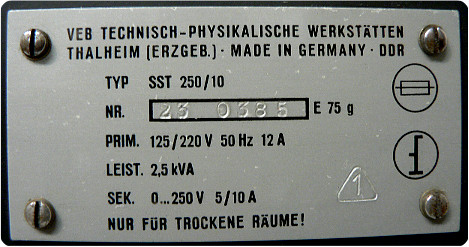 VEB TECHNISCH-PHYSIKALISCHE WERKSTÄTTEN
THALHEIM (ERZGEB.) · MADE IN GERMANY · DDR
TYP SST 250/10
NR. 23 0385 E 75 g
PRIM. 125/220 V 50 Hz 12 A
LEIST. 2,5 kVA
SEK. 0...250 V 5/10 A
1
NUR FÜR TROCKENE RÄUME!